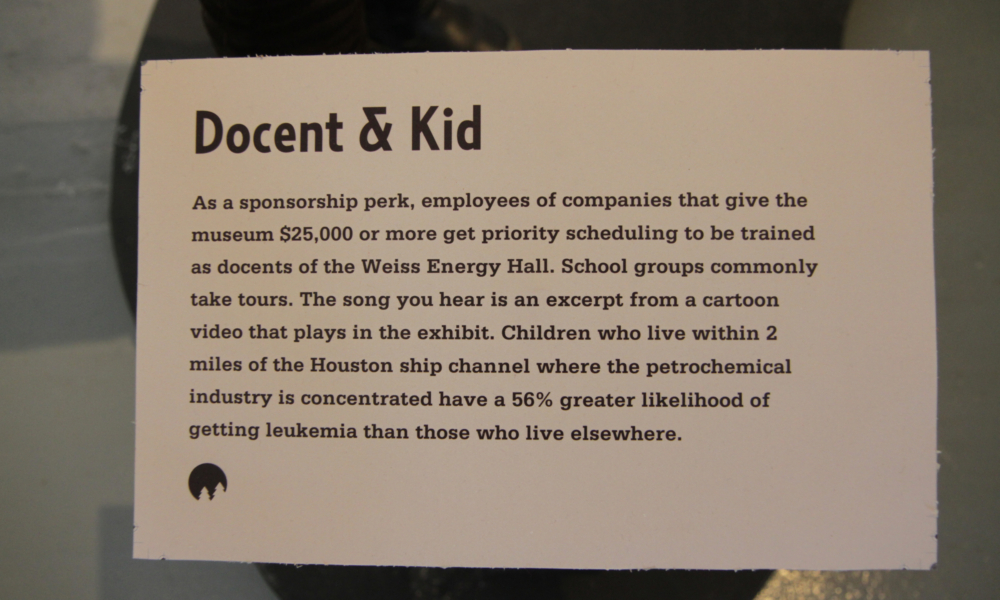 Docent & Kid
As a sponsorship perk, employees of companies that give the
museum $25,000 or more get priority scheduling to be trained
as docents of the Weiss Energy Hall. School groups commonly
take tours. The song you hear is an excerpt from a cartoon
video that plays in the exhibit. Children who live within 2
miles of the Houston ship channel where the petrochemical
industry is concentrated have a 56% greater likelihood of
getting leukemia than those who live elsewhere.